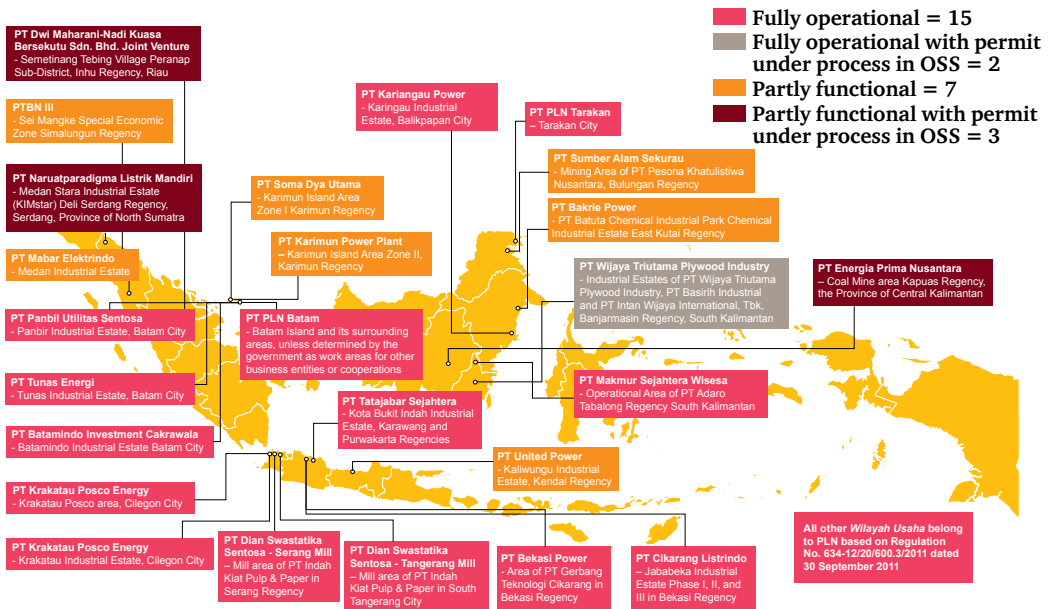 Fully operational = 15
Fully operational with permit
under process in OSS = 2
Partly functional = 7
Partly functional with permit
under process in OSS = 3
PT Dwi Maharani-Nadi Kuasa
Bersekutu Sdn. Bhd. Joint Venture
- Semetinang Tebing Village Peranap
Sub-District, Inhu Regency, Riau
PTBN III
- Sei Mangke Special Economic
Zone Simalungun Regency
PT Naruatparadigma Listrik Mandiri
- Medan Stara Industrial Estate
(KIMstar) Deli Serdang Regency,
Serdang, Province of North Sumatra
PT Mabar Elektrindo
- Medan Industrial Estate
PT Panbil Utilitas Sentosa
- Panbir Industrial Estate, Batam City
PT Tunas Energi
- Tunas Industrial Estate, Batam City
PT Batamindo Investment Cakrawala
- Batamindo Industrial Estate Batam City
PT Krakatau Posco Energy
- Krakatau Posco area, Cilegon City
PT Krakatau Posco Energy
- Krakatau Industrial Estate, Cilegon City
PT Soma Dya Utama
- Karimun Island Area
Zone I Karimun Regency
PT Karimun Power Plant
– Karimun Island Area Zone II,
Karimun Regency
PT PLN Batam
- Batam Island and its surrounding
areas, unless determined by the
government as work areas for other
business entities or cooperations
PT Kariangau Power
- Karingau Industrial
Estate, Balikpapan City
PT PLN Tarakan
– Tarakan City
PT Sumber Alam Sekurau
- Mining Area of PT Pesona Khatulistiwa
Nusantara, Bulungan Regency
PT Bakrie Power
- PT Batuta Chemical Industrial Park Chemical
Industrial Estate East Kutai Regency
PT Wijaya Triutama Plywood Industry
- Industrial Estates of PT Wijaya Triutama
Plywood Industry, PT Basirih Industrial
and PT Intan Wijaya International, Tbk,
Banjarmasin Regency, South Kalimantan
PT Energia Prima Nusantara
– Coal Mine area Kapuas Regency,
the Province of Central Kalimantan
PT Makmur Sejahtera Wisesa
- Operational Area of PT Adaro
Tabalong Regency South Kalimantan
PT Tatajabar Sejahtera
- Kota Bukit Indah Industrial
Estate, Karawang and
Purwakarta Regencies
PT United Power
- Kaliwungu Industrial
Estate, Kendal Regency
PT Dian Swastatika
Sentosa - Serang Mill
– Mill area of PT Indah
Kiat Pulp & Paper in
Serang Regency
PT Dian Swastatika
Sentosa - Tangerang Mill
– Mill area of PT Indah
Kiat Pulp & Paper in South
Tangerang City
PT Bekasi Power
- Area of PT Gerbang
Teknologi Cikarang in
Bekasi Regency
PT Cikarang Listrindo
– Jababeka Industrial
Estate Phase I, II, and
III in Bekasi Regency
All other Wilayah Usaha belong
to PLN based on Regulation
No. 634-12/20/600.3/2011 dated
30 September 2011